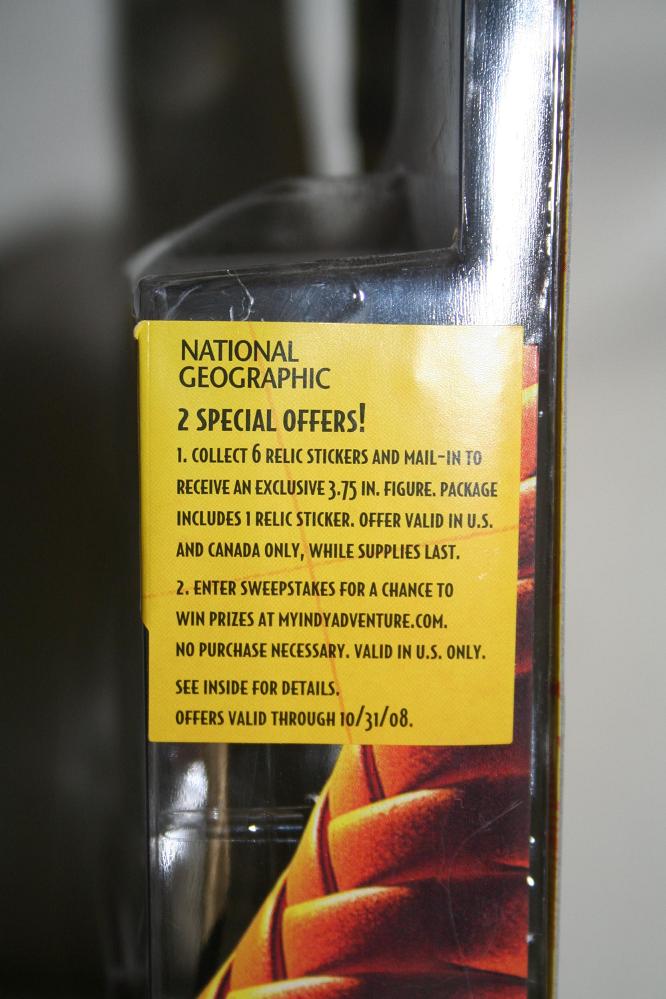 NATIONAL
GEOGRAPHIC
2 SPECIAL OFFERS!
1. COLLECT 6 RELIC STICKERS AND MAIL-IN TO
RECEIVE AN EXCLUSIVE 3.75 IN. FIGURE. PACKAGE
INCLUDES 1 RELIC STICKER. OFFER VALID IN U.S.
AND CANADA ONLY, WHILE SUPPLIES LAST.
2. ENTER SWEEPSTAKES FOR A CHANCE TO
WIN PRIZES AT MYINDYADVENTURE.COM.
NO PURCHASE NECESSARY. VALID IN U.S. ONLY.
SEE INSIDE FOR DETAILS.
OFFERS VALID THROUGH 10/31/08.